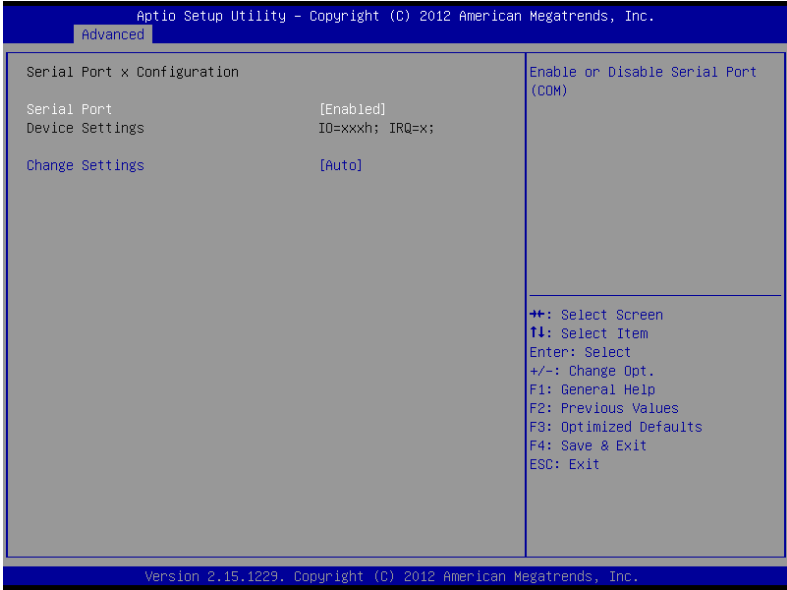 Aptio Setup Utility – Copyright (C) 2012 American Megatrends, Inc.
Advanced
Serial Port x Configuration
Serial Port [Enabled]
Device Settings IO=xxxh; IRQ=x;
Change Settings [Auto]
Enable or Disable Serial Port
(COM)
→←: Select Screen
↑↓: Select Item
Enter: Select
+/-: Change Opt.
F1: General Help
F2: Previous Values
F3: Optimized Defaults
F4: Save & Exit
ESC: Exit
Version 2.15.1229. Copyright (C) 2012 American Megatrends, Inc.